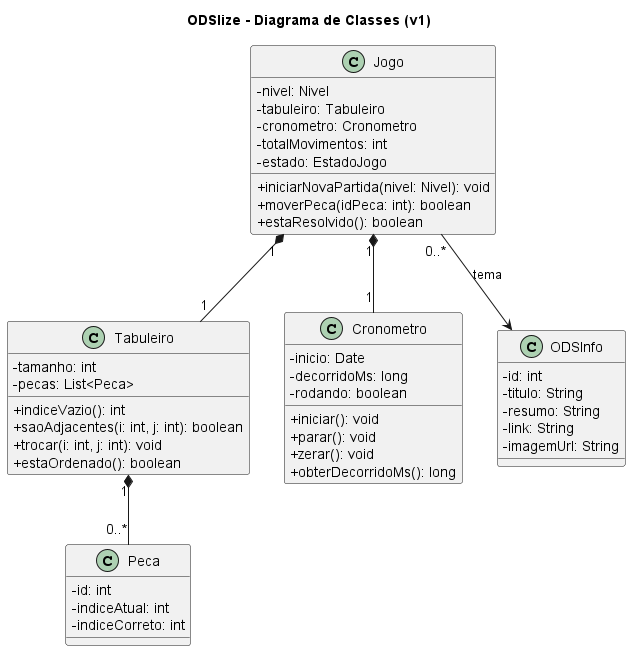 ODSlize - Diagrama de Classes (v1)
C Jogo
-nivel: Nivel
-tabuleiro: Tabuleiro
-cronometro: Cronometro
-totalMovimentos: int
-estado: EstadoJogo
+iniciarNovaPartida(nivel: Nivel): void
+moverPeca(idPeca: int): boolean
+estaResolvido(): boolean
1 1 0..*
tema
1 1
C Tabuleiro
-tamanho: int
-pecas: List<Peca>
+indiceVazio(): int
+saoAdjacentes(i: int, j: int): boolean
+trocar(i: int, j: int): void
+estaOrdenado(): boolean
C Cronometro
-inicio: Date
-decorridoMs: long
-rodando: boolean
+iniciar(): void
+parar(): void
+zerar(): void
+obterDecorridoMs(): long
C ODSInfo
-id: int
-titulo: String
-resumo: String
-link: String
-imagemUrl: String
1
0..*
C Peca
-id: int
-indiceAtual: int
-indiceCorreto: int